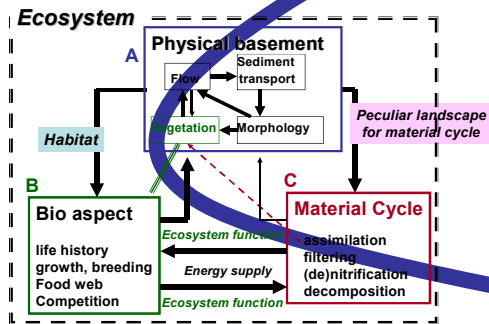 Ecosystem
A
Physical basement
Flow
Sediment
transport
Vegetation
Morphology
Habitat
Peculiar landscape
for material cycle
B
Bio aspect
life history
growth, breeding
Food web
Competition
Ecosystem function
Energy supply
Ecosystem function
C
Material Cycle
assimilation
filtering
(de)nitrification
decomposition